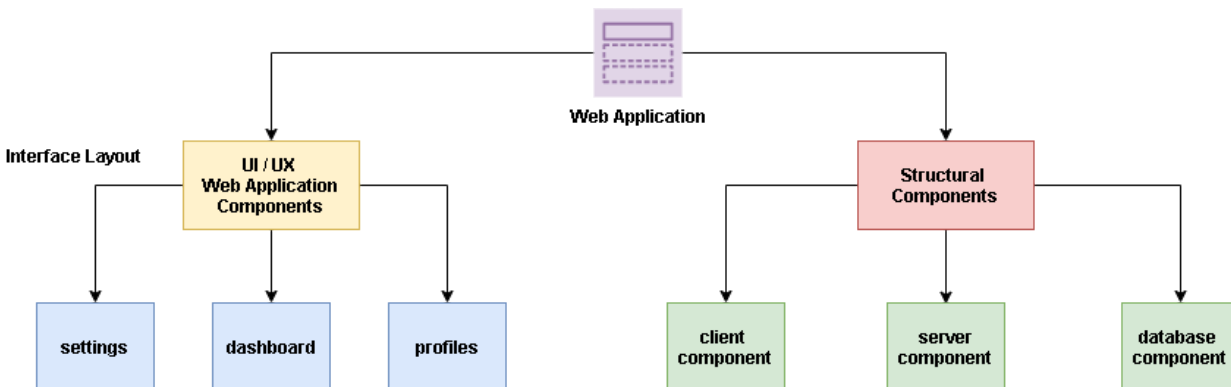 Web Application
Interface Layout
UI / UX
Web Application
Components
Structural
Components
settings
dashboard
profiles
client
component
server
component
database
component